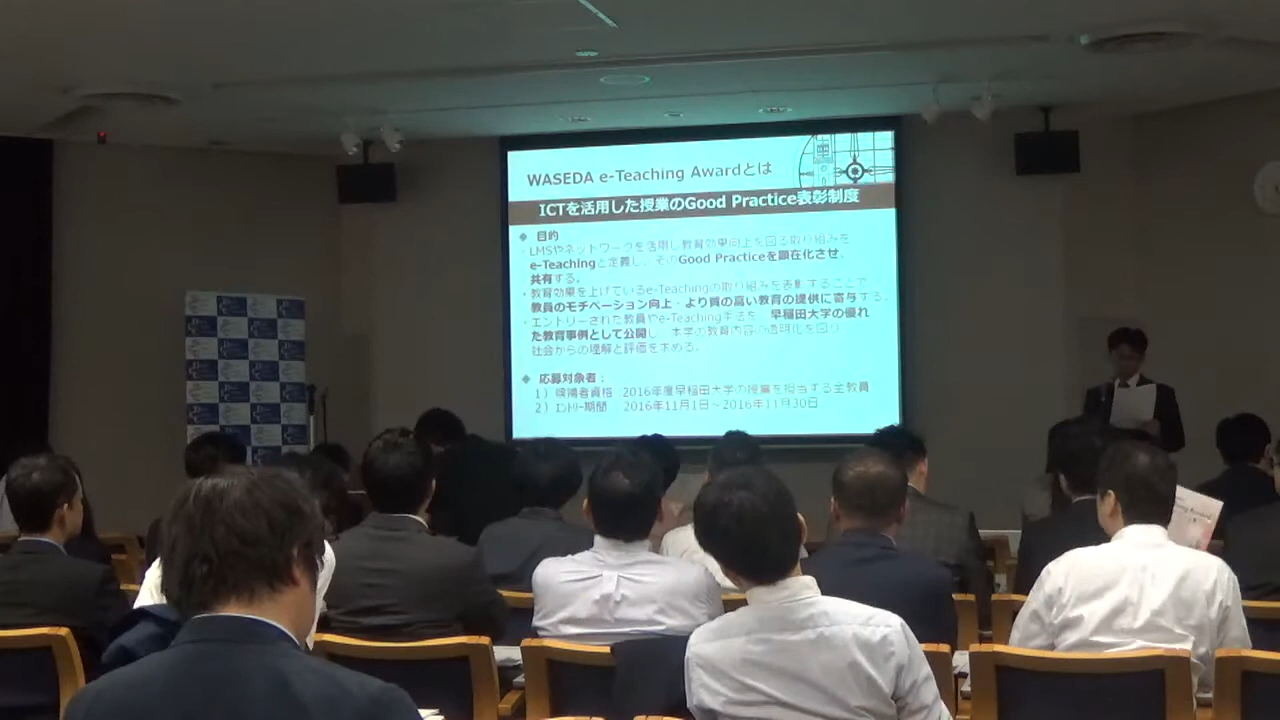 WASEDA e-Teaching Awardとは
ICTを活用した授業のGood Practice表彰制度
◆ 目的
・LMSやネットワークを活用し教育効果向上を図る取り組みを
e-Teachingと定義し、そのGood Practiceを顕在化させ、
共有する。
・教育効果を上げているe-Teachingの取り組みを表彰することで
教員のモチベーション向上・より質の高い教育の提供に寄与する。
・エントリーされた教員やe-Teaching手法を、早稲田大学の優れ
た教育事例として公開し、本学の教育内容の透明化を図り
社会からの理解と評価を求める。
◆ 応募対象者：
1）候補者資格 2016年度早稲田大学の授業を担当する全教員
2）ｴﾝﾄﾘｰ期間 2016年11月1日～2016年11月30日